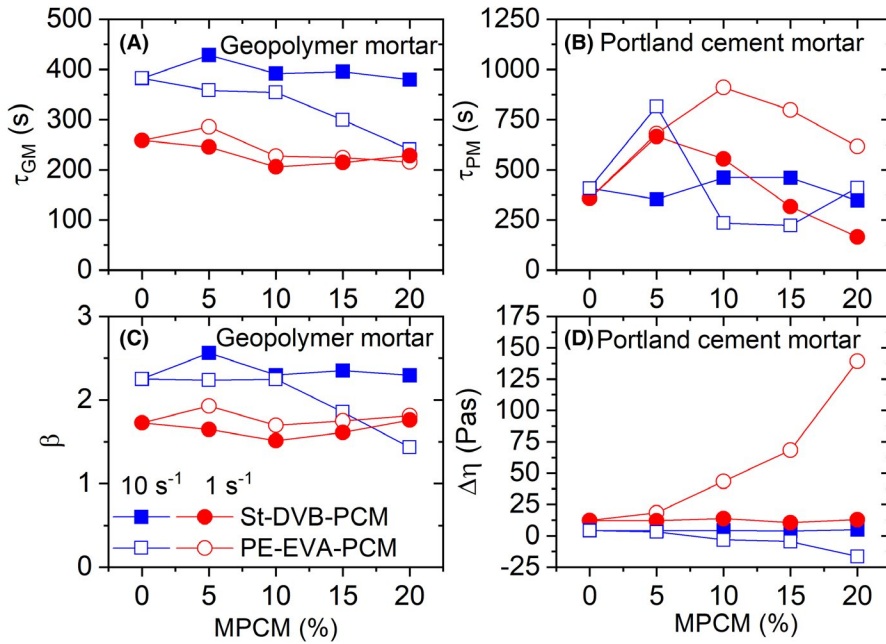 (A) Geopolymer mortar
500
400
300
200
100
0
τGM (s)
0 5 10 15 20
(B) Portland cement mortar
1250
1000
750
500
250
0
τPM (s)
0 5 10 15 20
(C) Geopolymer mortar
3
2
1
0
β
10 s⁻¹ 1 s⁻¹
St-DVB-PCM
PE-EVA-PCM
0 5 10 15 20
MPCM (%)
(D) Portland cement mortar
175
150
125
100
75
50
25
0
-25
Δη (Pas)
0 5 10 15 20
MPCM (%)